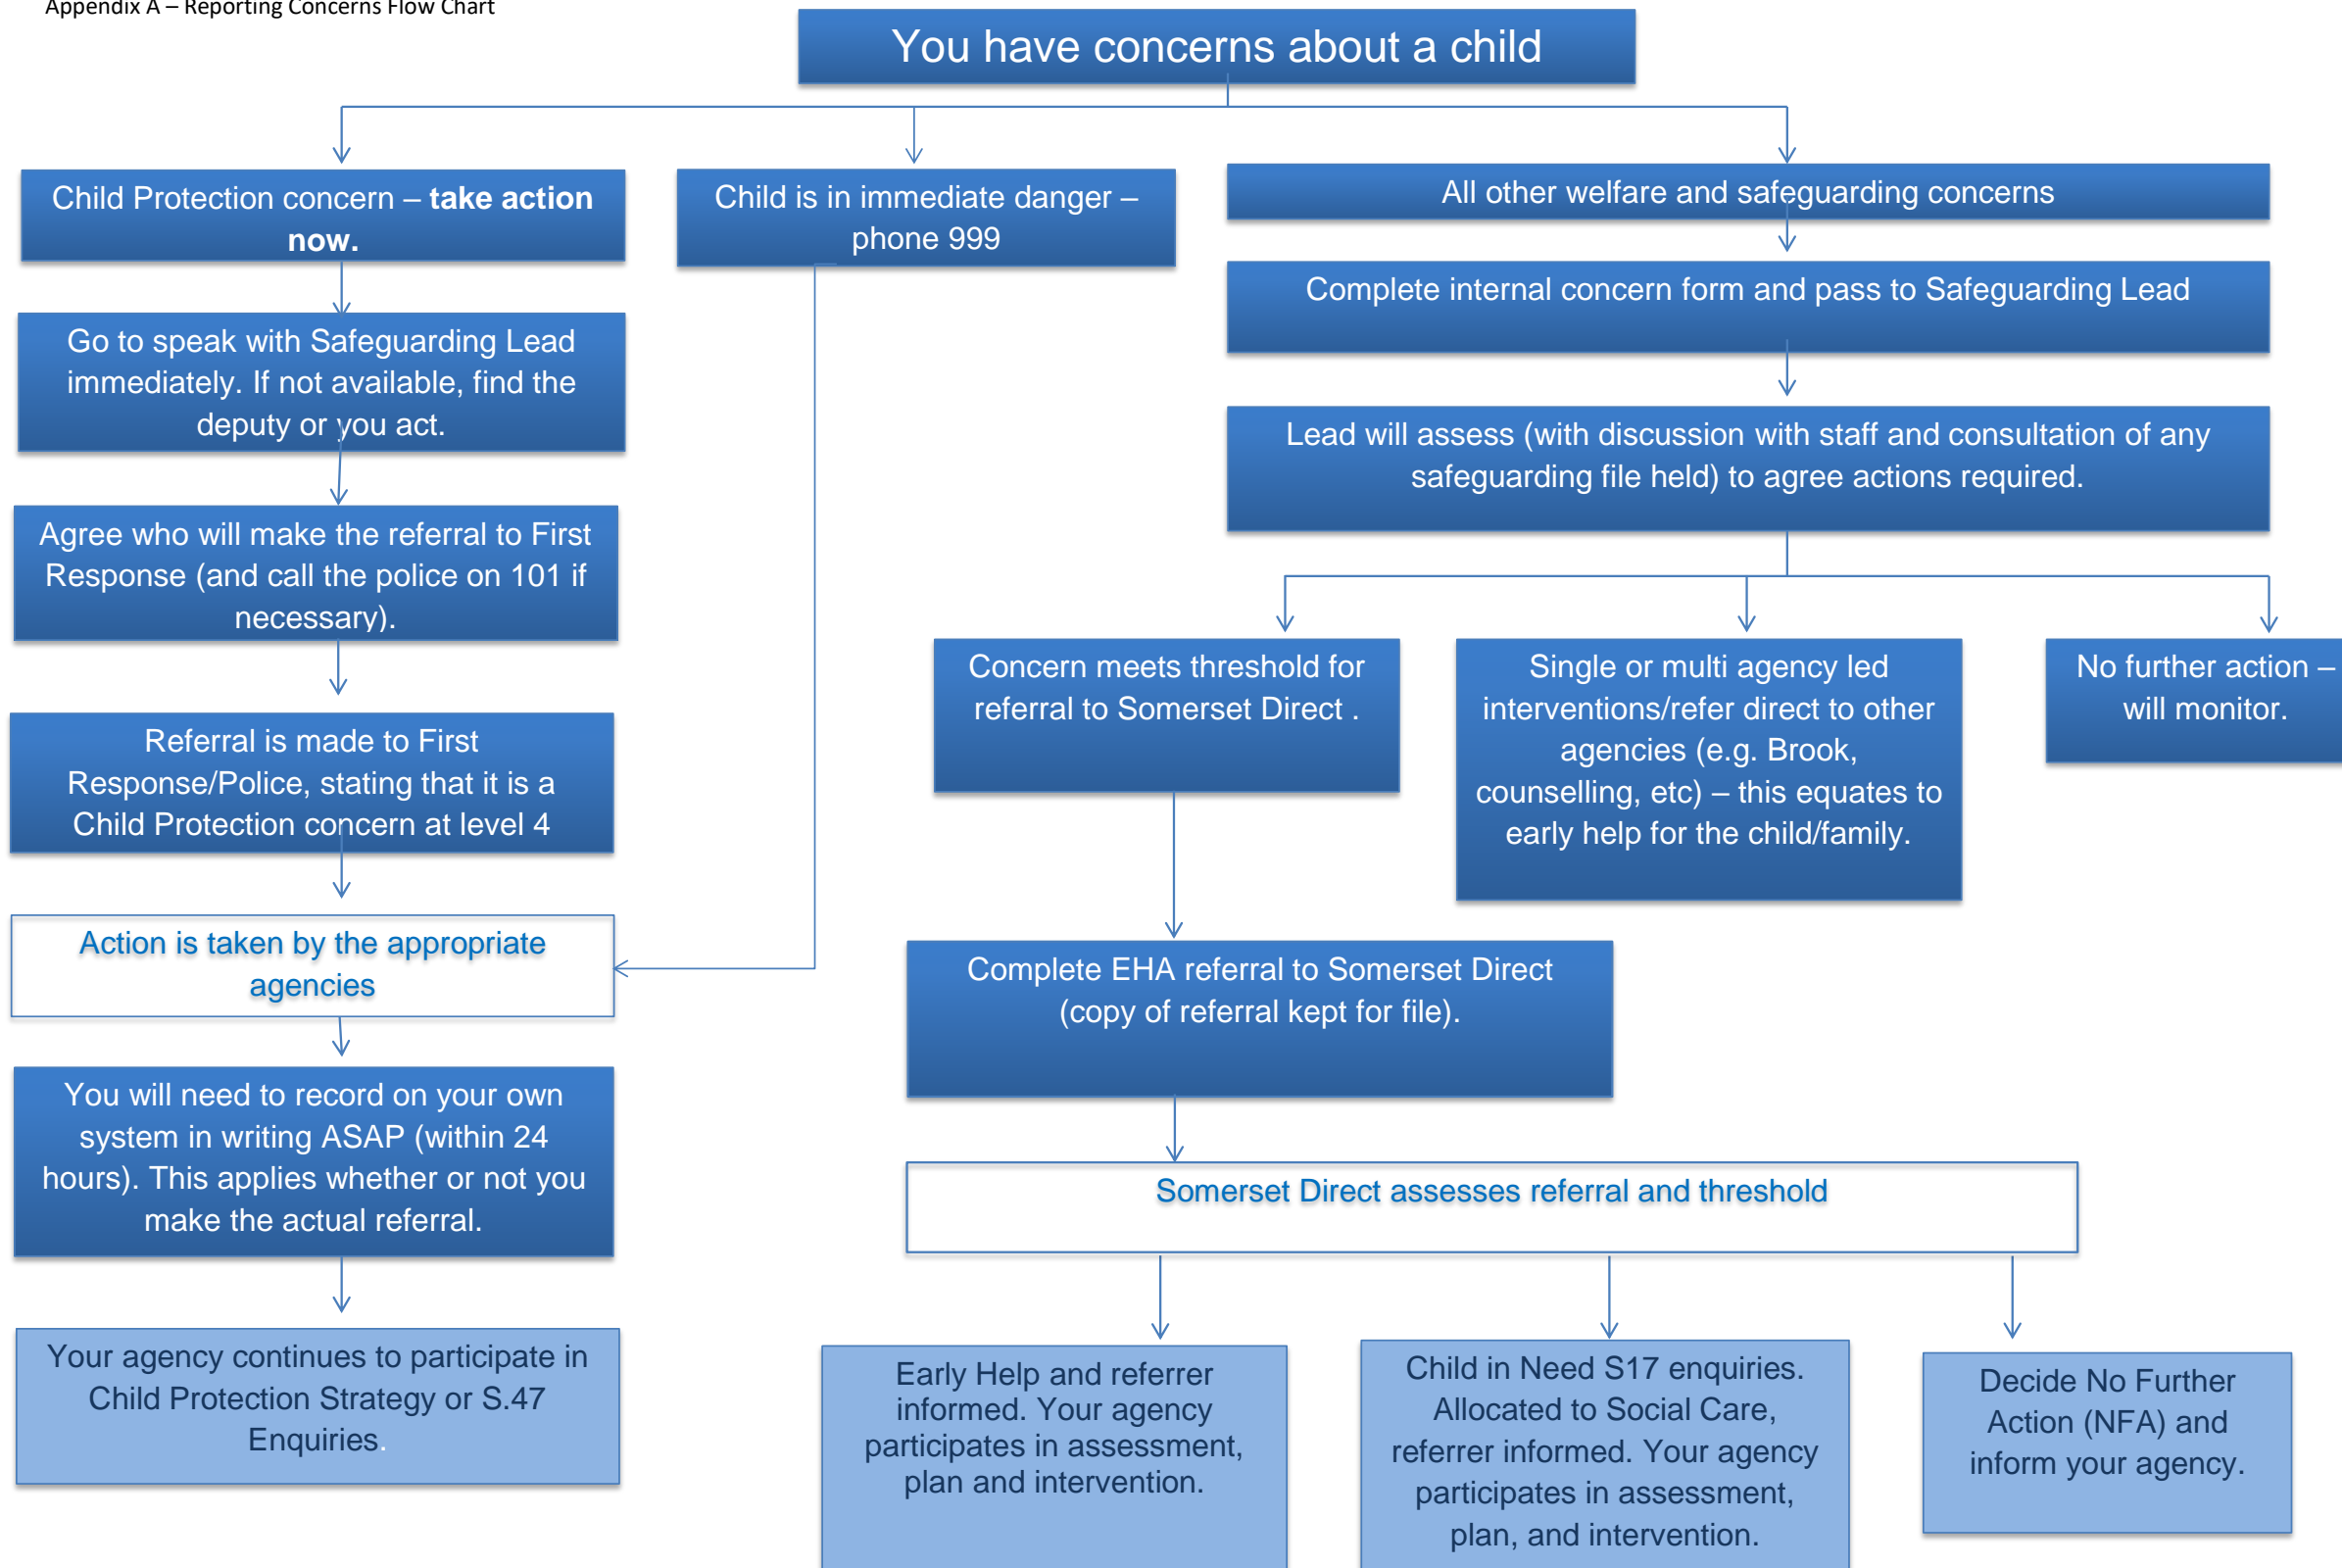 Appendix A – Reporting Concerns Flow Chart
You have concerns about a child
Child Protection concern – take action
now.
Child is in immediate danger –
phone 999
All other welfare and safeguarding concerns
Go to speak with Safeguarding Lead
immediately. If not available, find the
deputy or you act.
Complete internal concern form and pass to Safeguarding Lead
Lead will assess (with discussion with staff and consultation of any
safeguarding file held) to agree actions required.
Agree who will make the referral to First
Response (and call the police on 101 if
necessary).
Concern meets threshold for
referral to Somerset Direct .
Single or multi agency led
interventions/refer direct to other
agencies (e.g. Brook,
counselling, etc) – this equates to
early help for the child/family.
No further action –
will monitor.
Referral is made to First
Response/Police, stating that it is a
Child Protection concern at level 4
Action is taken by the appropriate
agencies
Complete EHA referral to Somerset Direct
(copy of referral kept for file).
You will need to record on your own
system in writing ASAP (within 24
hours). This applies whether or not you
make the actual referral.
Somerset Direct assesses referral and threshold
Your agency continues to participate in
Child Protection Strategy or S.47
Enquiries.
Early Help and referrer
informed. Your agency
participates in assessment,
plan and intervention.
Child in Need S17 enquiries.
Allocated to Social Care,
referrer informed. Your agency
participates in assessment,
plan, and intervention.
Decide No Further
Action (NFA) and
inform your agency.